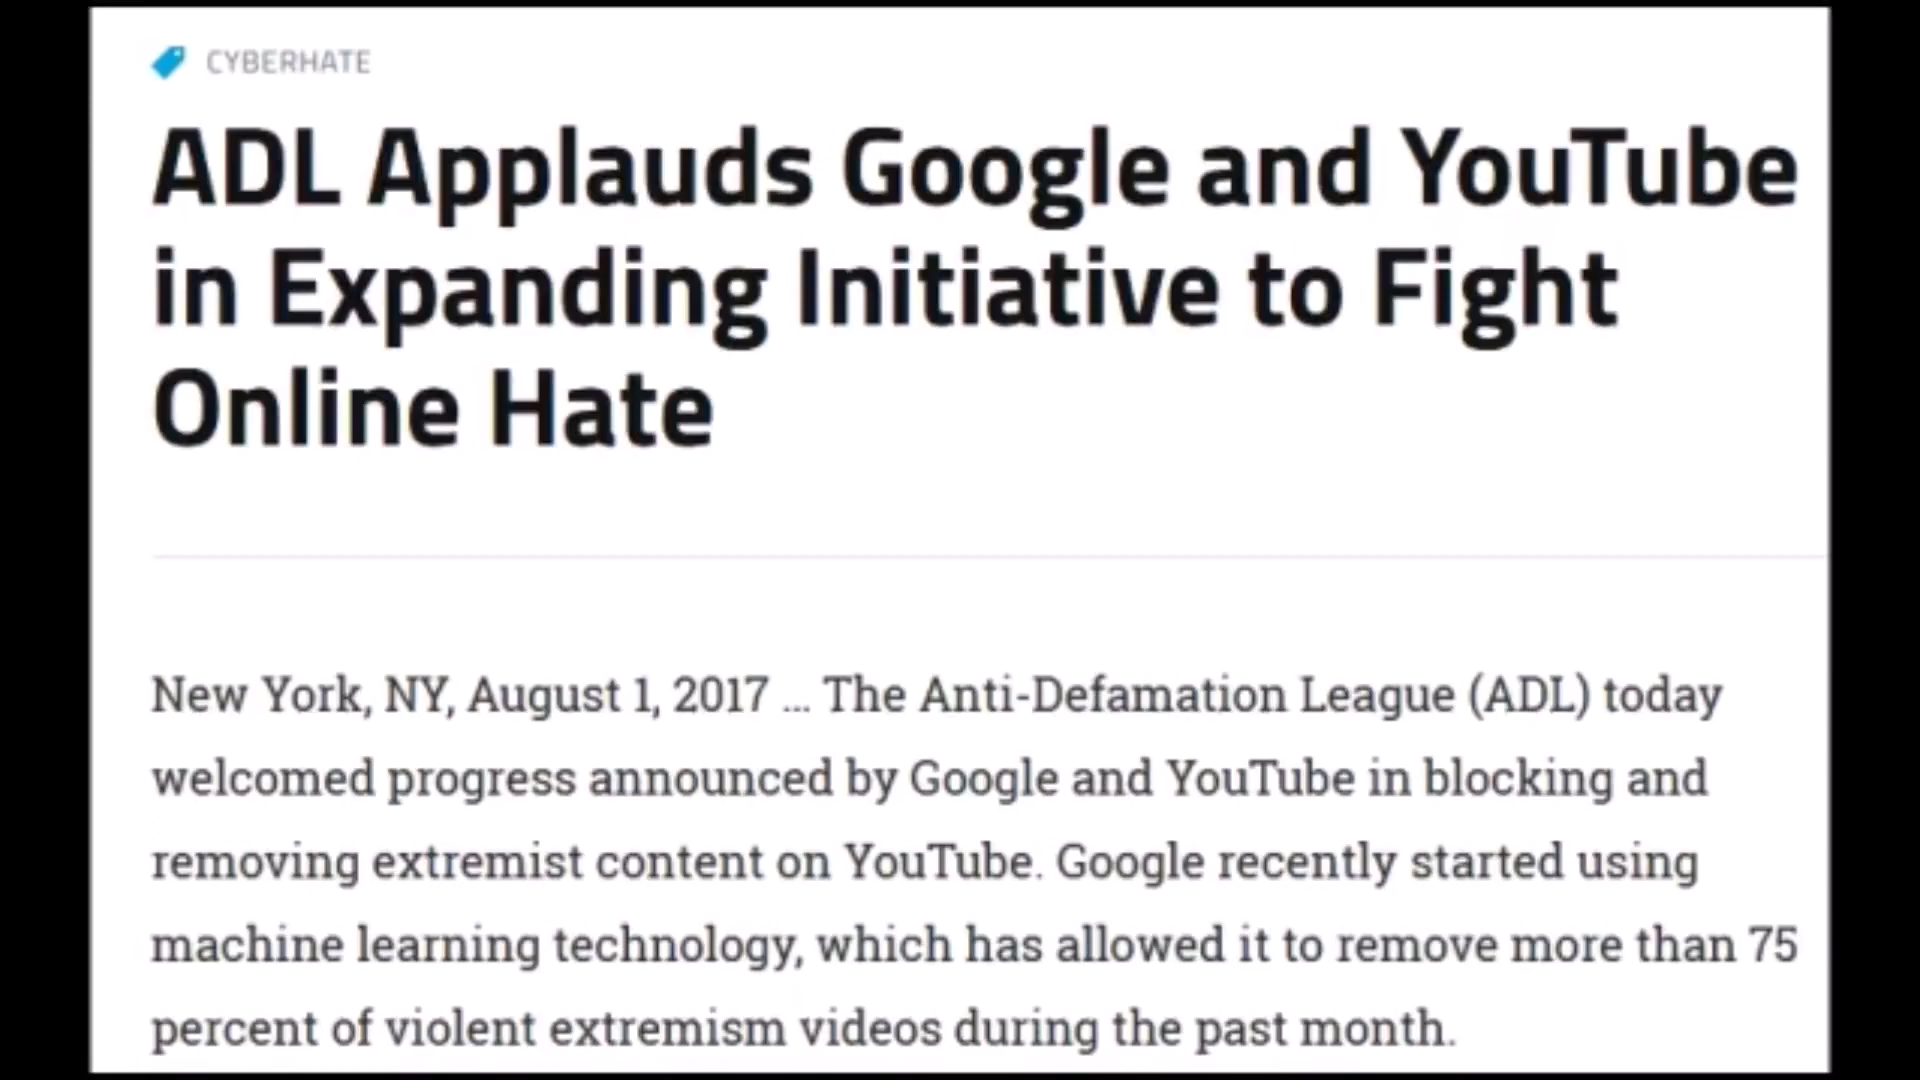 CYBERHATE
ADL Applauds Google and YouTube
in Expanding Initiative to Fight
Online Hate
New York, NY, August 1, 2017 ... The Anti-Defamation League (ADL) today
welcomed progress announced by Google and YouTube in blocking and
removing extremist content on YouTube. Google recently started using
machine learning technology, which has allowed it to remove more than 75
percent of violent extremism videos during the past month.